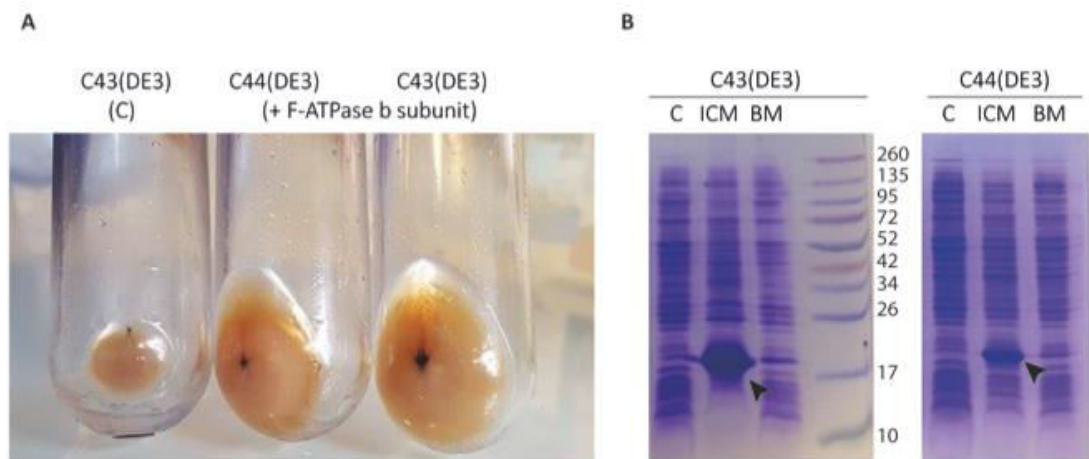 A
C43(DE3) C44(DE3) C43(DE3)
(C) (+ F-ATPase b subunit)
B
C43(DE3) C44(DE3)
C ICM BM C ICM BM
260
135
95
72
52
42
34
26
17
10